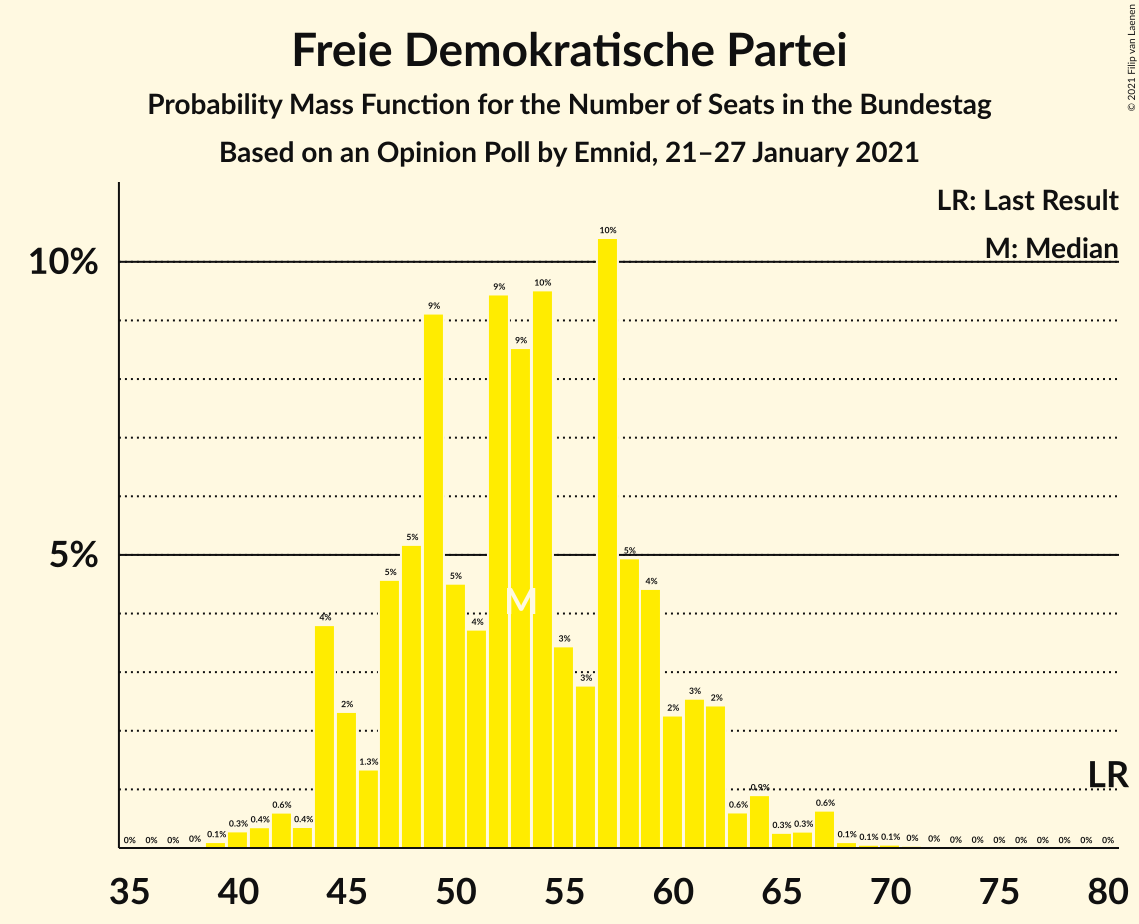 © 2021 Filip van Laenen
Freie Demokratische Partei
Probability Mass Function for the Number of Seats in the Bundestag
Based on an Opinion Poll by Emnid, 21–27 January 2021
LR: Last Result
M: Median
10%
5%
0% 0% 0% 0% 0.1% 0.3% 0.4% 0.6% 0.4% 4% 2% 1.3% 5% 5% 9% 5% 4% 9% 9% 10% 3% 3% 10% 5% 4% 2% 3% 2% 0.6% 0.9% 0.3% 0.3% 0.6% 0.1% 0.1% 0.1% 0% 0% 0% 0% 0% 0% 0% 0% 0% 0%
M
LR
35 40 45 50 55 60 65 70 75 80